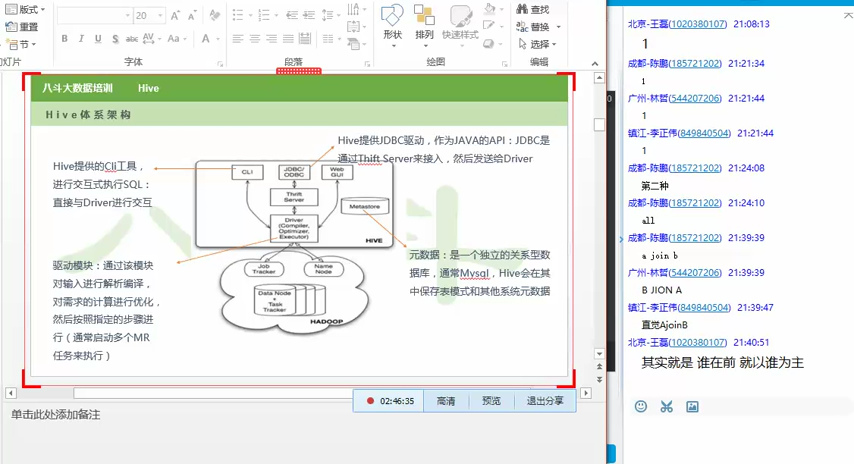 版式
重置
节
灯片
20
B I U S abc AV Aa A
字体
段落
形状
排列
快速样式
绘图
查找
替换
选择
编辑
八斗大数据培训 Hive
Hive体系架构
Hive提供JDBC驱动，作为JAVA的API：JDBC是
通过Thift Server来接入，然后发送给Driver
Hive提供的Cli工具，
进行交互式执行SQL：
直接与Driver进行交互
CLI
JDBC/
ODBC
Web
GUI
Thrift
Server
Metastore
Driver
(Compiler,
Optimizer,
Executor)
HIVE
元数据：是一个独立的关系型
数据库，通常Mysql，Hive会在其
中保存表模式和其他系统元数据
驱动模块：通过该模块
对输入进行解析编译，
对需求的计算进行优化，
然后按照指定的步骤进
行（通常启动多个MR
任务来执行）
Job
Tracker
Name
Node
Data Node
+
Task
Tracker
HADOOP
八斗
02:46:35
高清
预览
退出分享
单击此处添加备注
北京-王磊(1020380107) 21:08:13
1
成都-陈鹏(185721202) 21:21:34
1
广州-林哲(544207206) 21:21:44
1
镇江-李正伟(849840504) 21:21:44
1
成都-陈鹏(185721202) 21:24:08
第二种
成都-陈鹏(185721202) 21:24:10
all
成都-陈鹏(185721202) 21:39:39
a join b
广州-林哲(544207206) 21:39:39
B JION A
镇江-李正伟(849840504) 21:39:47
直觉AjoinB
北京-王磊(1020380107) 21:40:51
其实就是 谁在前 就以谁为主